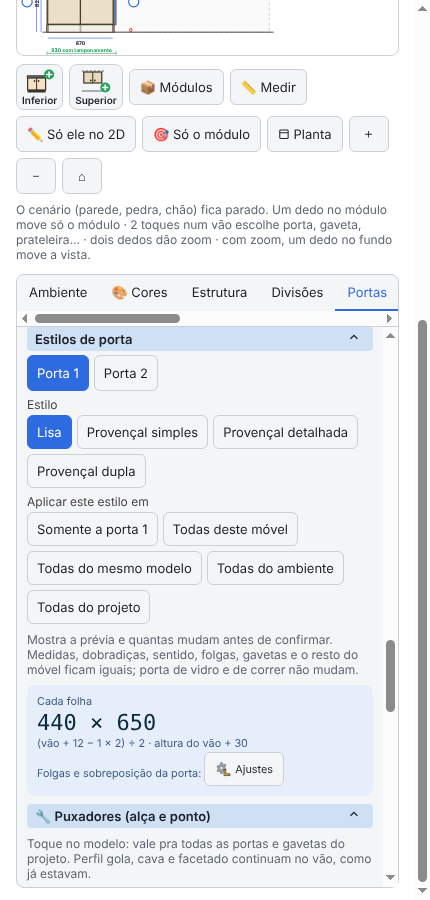 870
930 com tamponamento
Inferior
Superior
Módulos
Medir
Só ele no 2D
Só o módulo
Planta
+
−
⌂
O cenário (parede, pedra, chão) fica parado. Um dedo no módulo
move só o módulo · 2 toques num vão escolhe porta, gaveta,
prateleira... · dois dedos dão zoom · com zoom, um dedo no fundo
move a vista.
Ambiente
Cores
Estrutura
Divisões
Portas
Estilos de porta
Porta 1
Porta 2
Estilo
Lisa
Provençal simples
Provençal detalhada
Provençal dupla
Aplicar este estilo em
Somente a porta 1
Todas deste móvel
Todas do mesmo modelo
Todas do ambiente
Todas do projeto
Mostra a prévia e quantas mudam antes de confirmar.
Medidas, dobradiças, sentido, folgas, gavetas e o resto do
móvel ficam iguais; porta de vidro e de correr não mudam.
Cada folha
440 × 650
(vão + 12 − 1 × 2) ÷ 2 · altura do vão + 30
Folgas e sobreposição da porta:
Ajustes
Puxadores (alça e ponto)
Toque no modelo: vale pra todas as portas e gavetas do
projeto. Perfil gola, cava e facetado continuam no vão, como
já estavam.